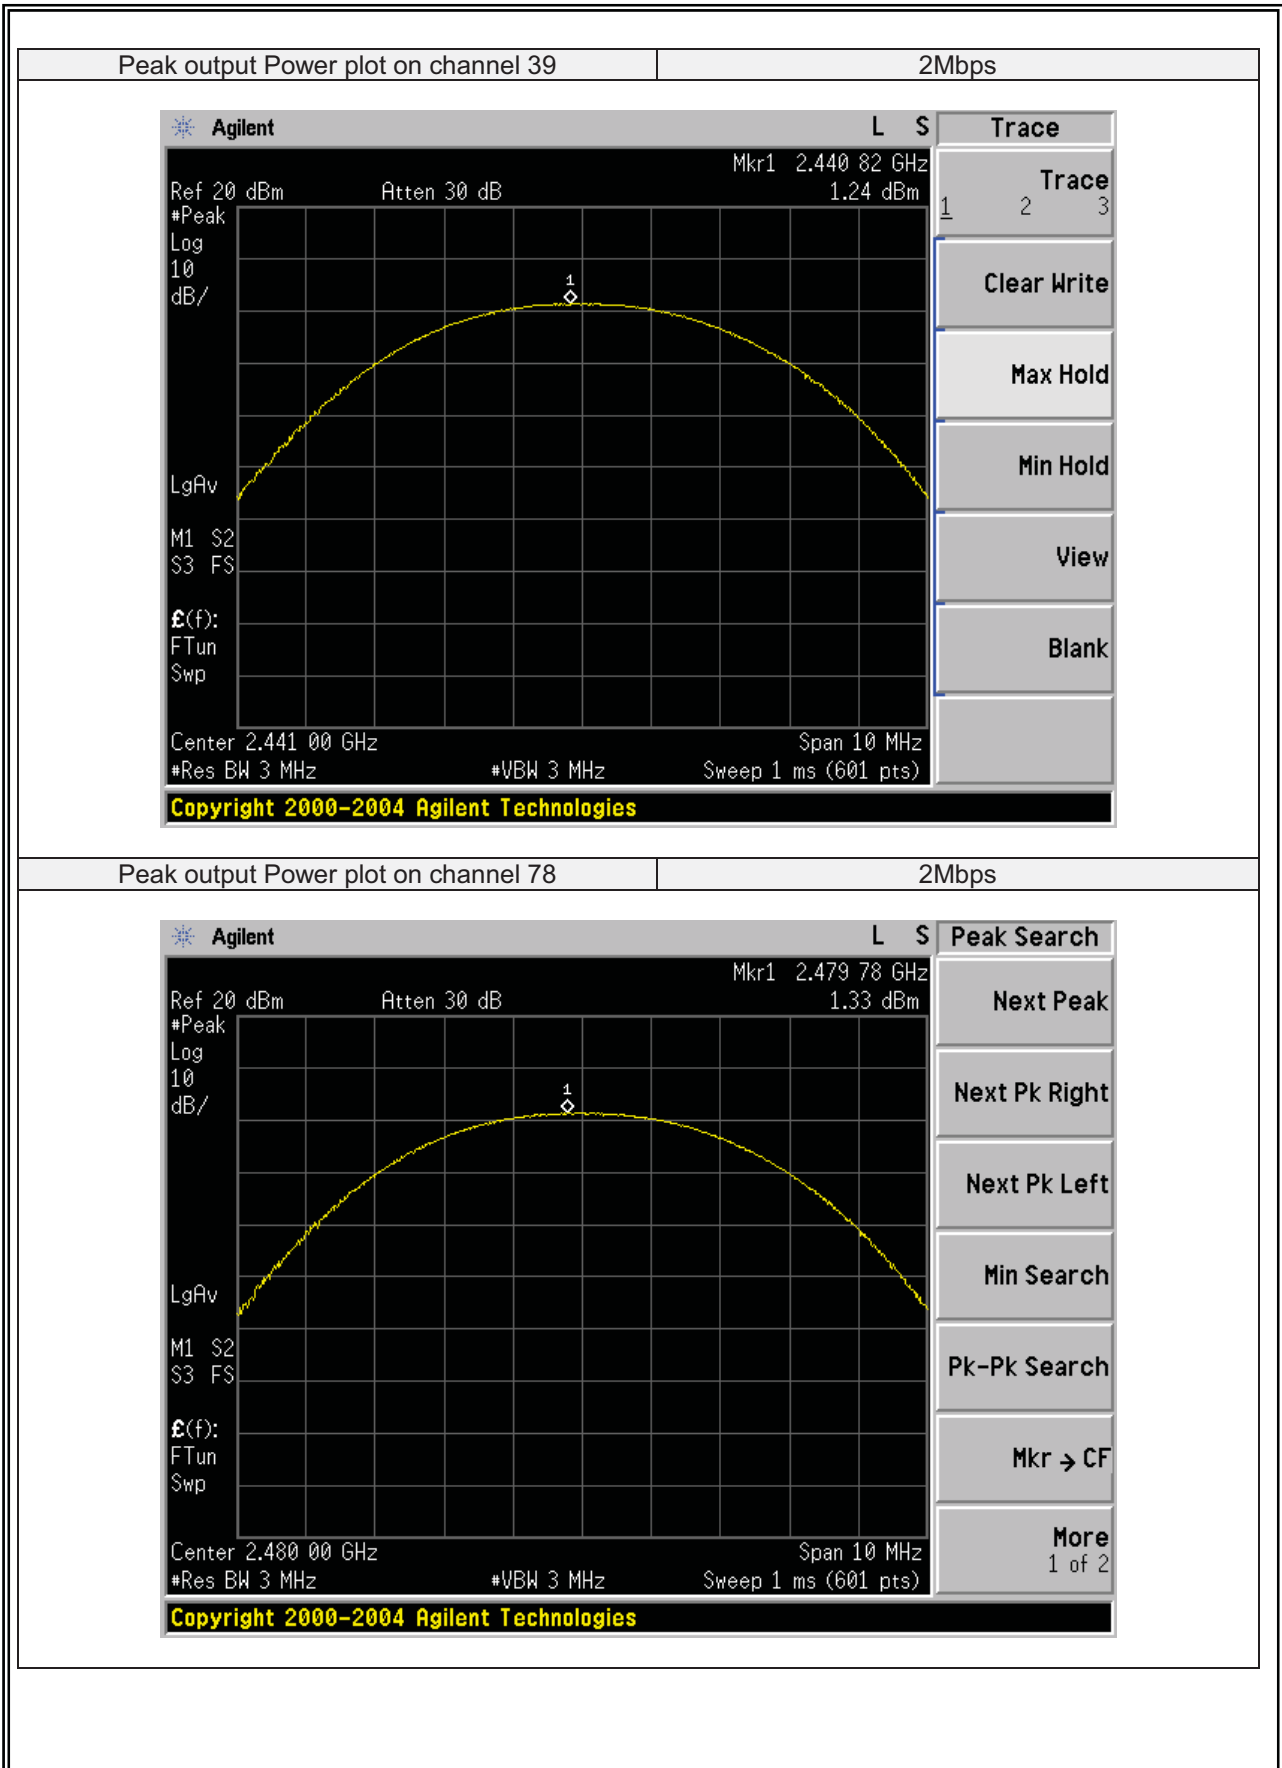 Peak output Power plot on channel 39 2Mbps
Agilent L S Trace
Mkr1 2.440 82 GHz
Ref 20 dBm Atten 30 dB 1.24 dBm
#Peak
Log
10
dB/
1
LgAv
M1 S2
S3 FS
£(f):
FTun
Swp
Center 2.441 00 GHz Span 10 MHz
#Res BW 3 MHz #VBW 3 MHz Sweep 1 ms (601 pts)
Copyright 2000-2004 Agilent Technologies
Trace
1 2 3
Clear Write
Max Hold
Min Hold
View
Blank
Peak output Power plot on channel 78 2Mbps
Agilent L S Peak Search
Mkr1 2.479 78 GHz
Ref 20 dBm Atten 30 dB 1.33 dBm
#Peak
Log
10
dB/
1
LgAv
M1 S2
S3 FS
£(f):
FTun
Swp
Center 2.480 00 GHz Span 10 MHz
#Res BW 3 MHz #VBW 3 MHz Sweep 1 ms (601 pts)
Copyright 2000-2004 Agilent Technologies
Next Peak
Next Pk Right
Next Pk Left
Min Search
Pk-Pk Search
Mkr → CF
More
1 of 2